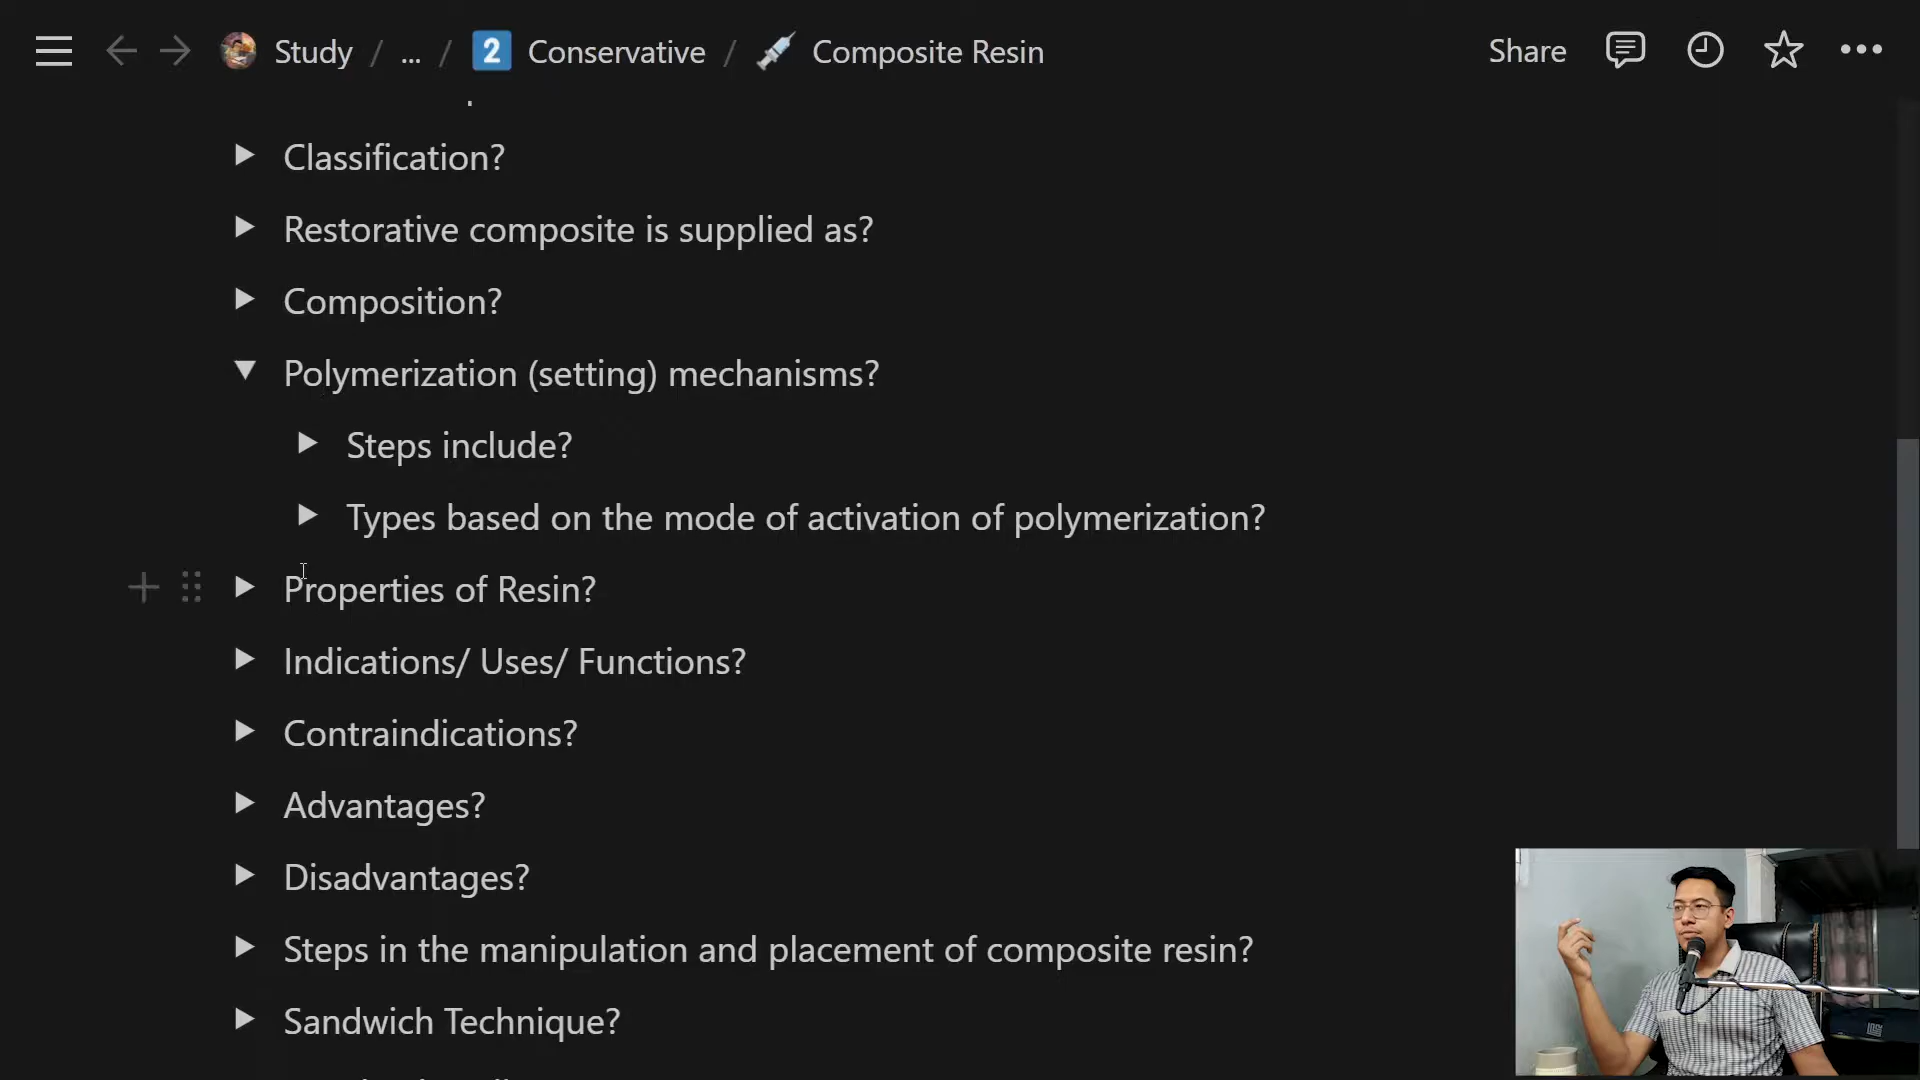 Study / ... / 2 Conservative / Composite Resin
Share
Classification?
Restorative composite is supplied as?
Composition?
Polymerization (setting) mechanisms?
Steps include?
Types based on the mode of activation of polymerization?
Properties of Resin?
Indications/ Uses/ Functions?
Contraindications?
Advantages?
Disadvantages?
Steps in the manipulation and placement of composite resin?
Sandwich Technique?